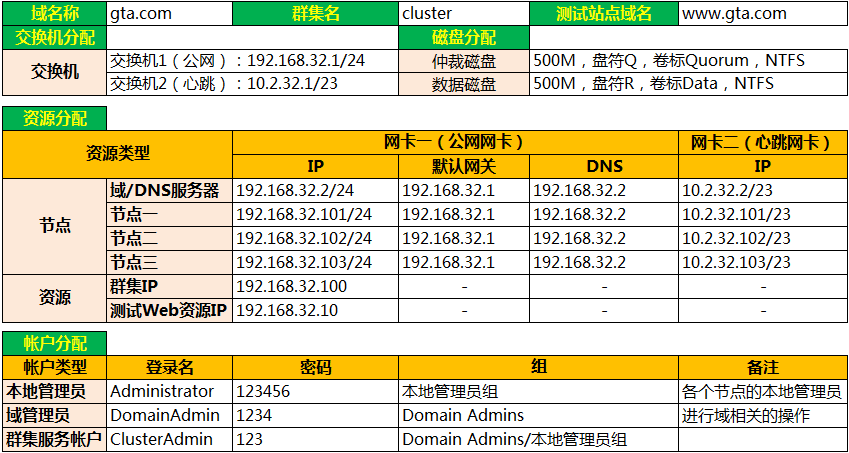 域名称 gta.com 群集名 cluster 测试站点域名 www.gta.com
交换机分配 磁盘分配
交换机 交换机1（公网）：192.168.32.1/24 仲裁磁盘 500M，盘符Q，卷标Quorum，NTFS
交换机2（心跳）：10.2.32.1/23 数据磁盘 500M，盘符R，卷标Data，NTFS
资源分配
资源类型 网卡一（公网网卡） 网卡二（心跳网卡）
IP 默认网关 DNS IP
节点 域/DNS服务器 192.168.32.2/24 192.168.32.1 192.168.32.2 10.2.32.2/23
节点一 192.168.32.101/24 192.168.32.1 192.168.32.2 10.2.32.101/23
节点二 192.168.32.102/24 192.168.32.1 192.168.32.2 10.2.32.102/23
节点三 192.168.32.103/24 192.168.32.1 192.168.32.2 10.2.32.103/23
资源 群集IP 192.168.32.100 - - -
测试Web资源IP 192.168.32.10 - - -
帐户分配
帐户类型 登录名 密码 组 备注
本地管理员 Administrator 123456 本地管理员组 各个节点的本地管理员
域管理员 DomainAdmin 1234 Domain Admins 进行域相关的操作
群集服务帐户 ClusterAdmin 123 Domain Admins/本地管理员组